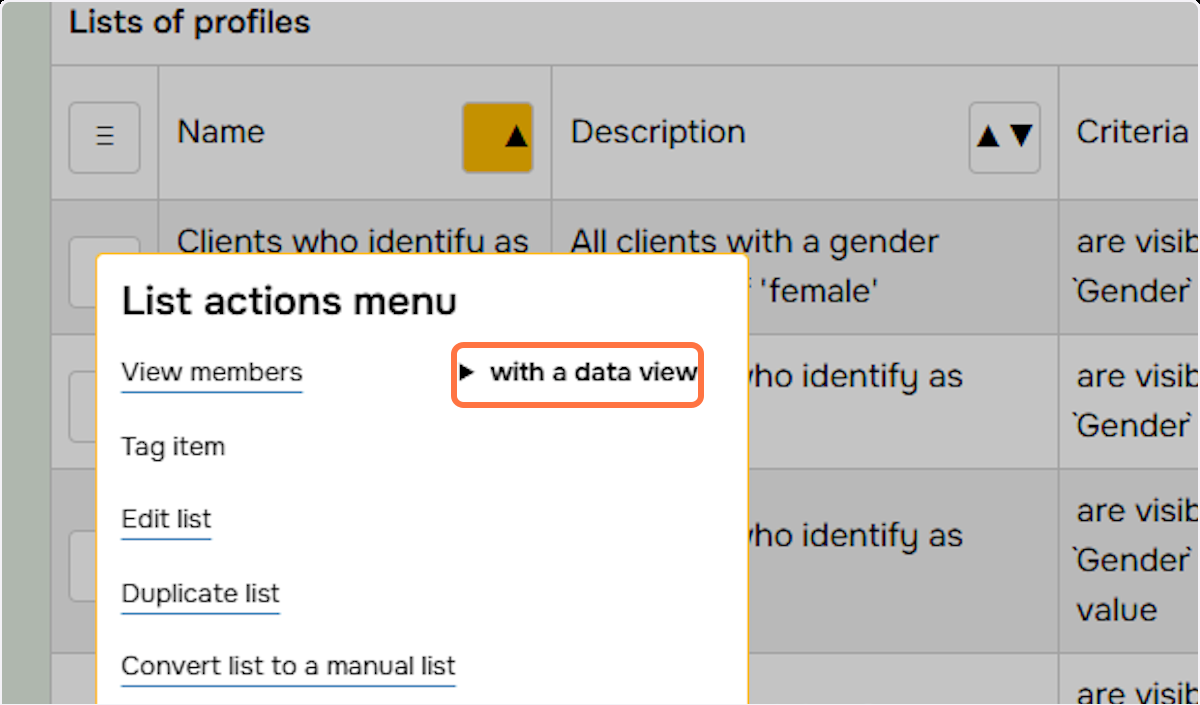 Lists of profiles
☰ Name ▲ Description ▲▼ Criteria
Clients who identify as All clients with a gender are visib
'female' `Gender`
List actions menu
View members ▶ with a data view
who identify as are visib
`Gender`
Tag item
Edit list
who identify as are visib
`Gender`
value
Duplicate list
Convert list to a manual list
are visib